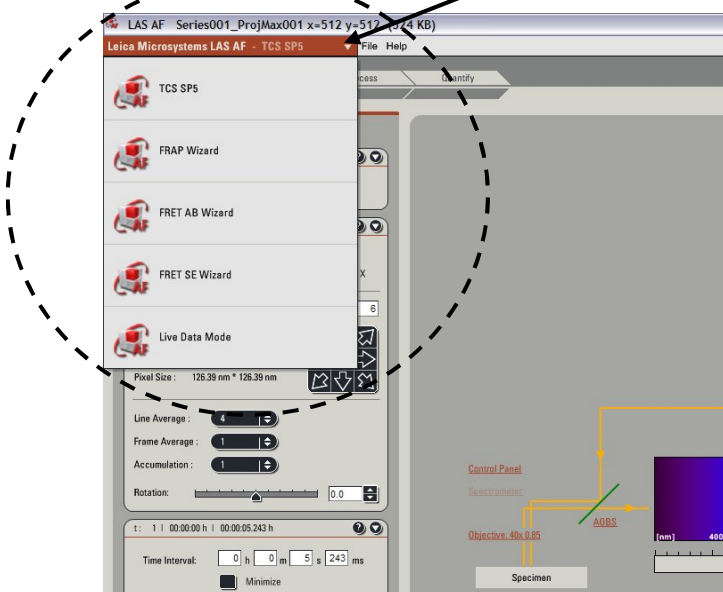 LAS AF Series001_ProjMax001 x=512 y=512 (524 KB)
Leica Microsystems LAS AF - TCS SP5 File Help
cess Quantify
TCS SP5
FRAP Wizard
FRET AB Wizard
FRET SE Wizard
X
6
Live Data Mode
Pixel Size : 126.39 nm * 126.39 nm
Line Average : 4
Frame Average : 1
Accumulation : 1
Rotation: 0.0
t: 1 | 00:00:00 h | 00:00:05.243 h
Time Interval: 0 h 0 m 5 s 243 ms
Minimize
Control Panel
Spectrometer
AOBS
Objective: 40x 0.85
[nm] 400
Specimen